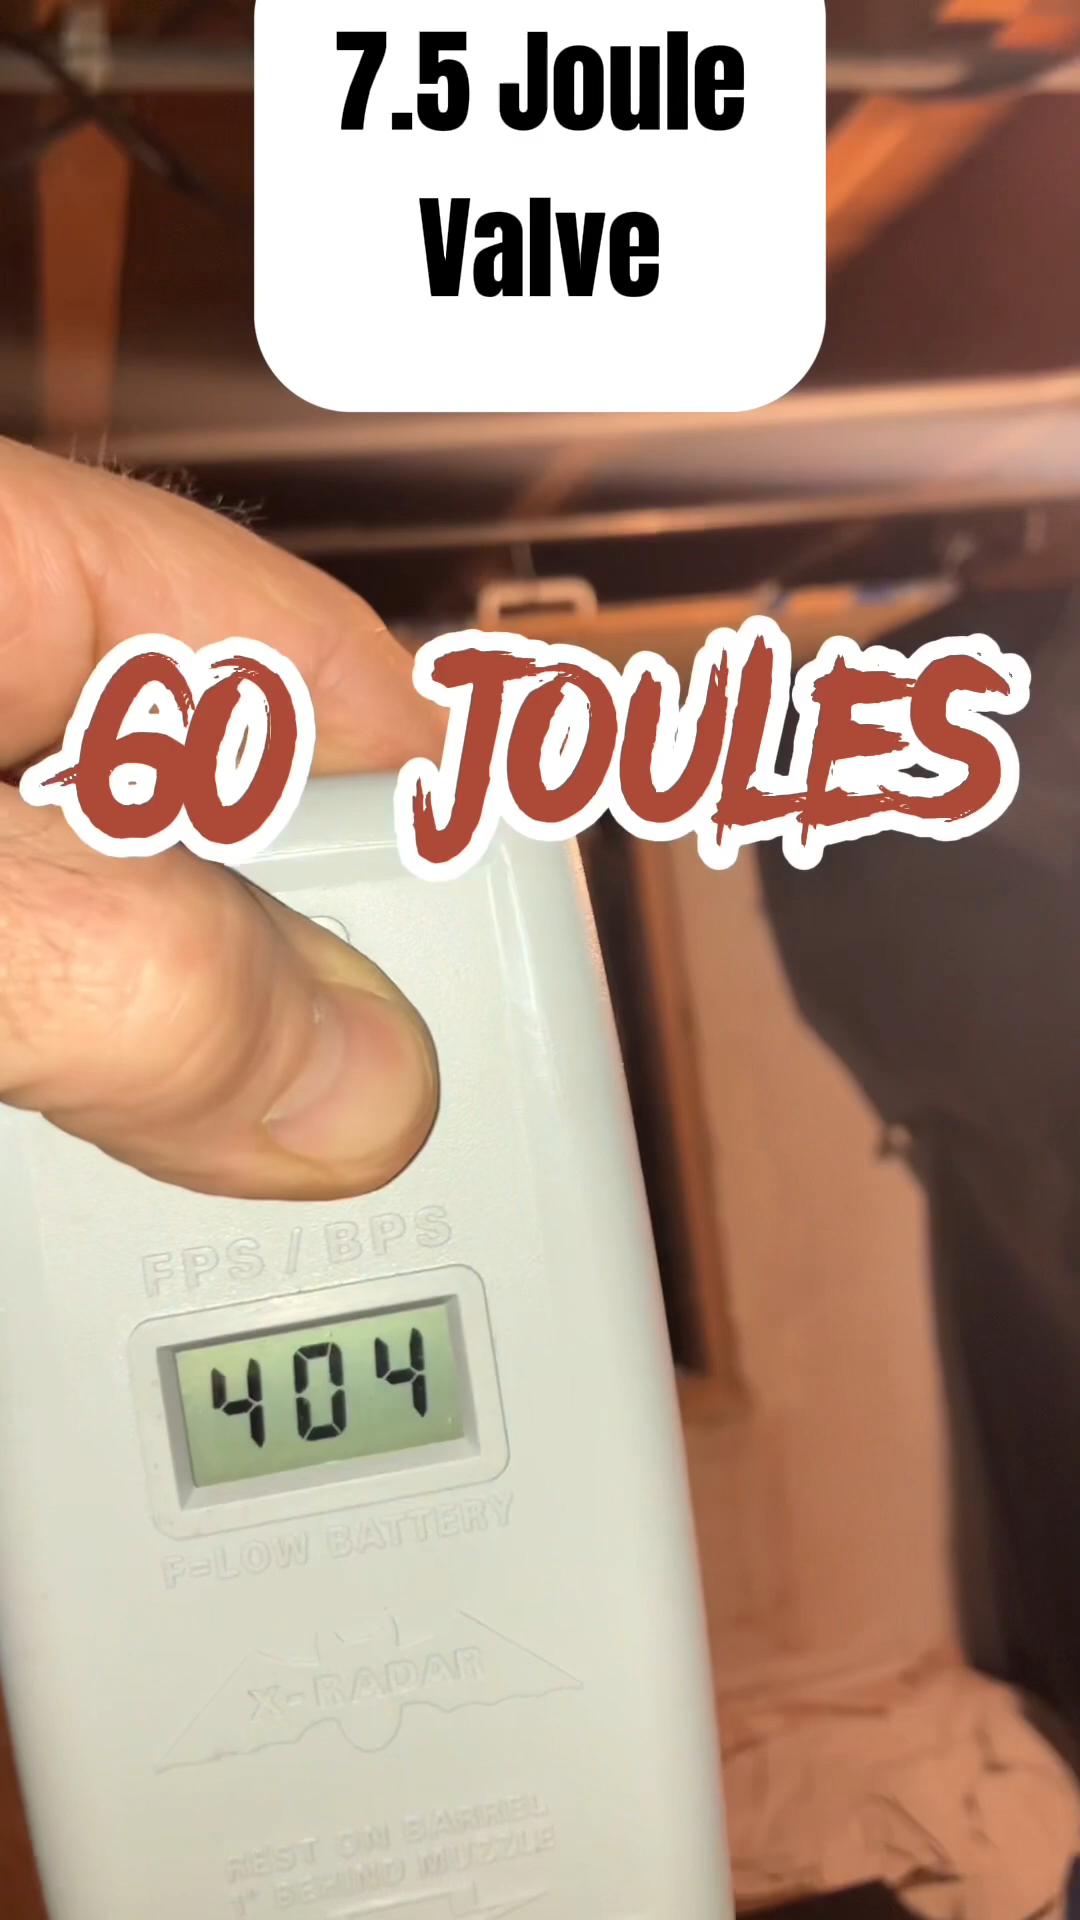 7.5 Joule
Valve
60 JOULES
FPS / BPS
404
F=LOW BATTERY
X-RADAR
REST ON BARREL
1" BEHIND MUZZLE